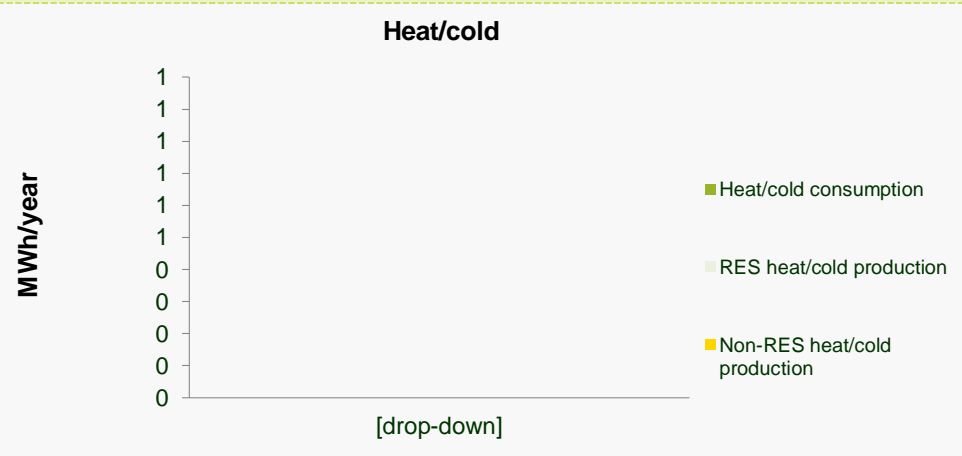 Heat/cold
MWh/year
1
1
1
1
1
1
0
0
0
0
0
[drop-down]
Heat/cold consumption
RES heat/cold production
Non-RES heat/cold
production